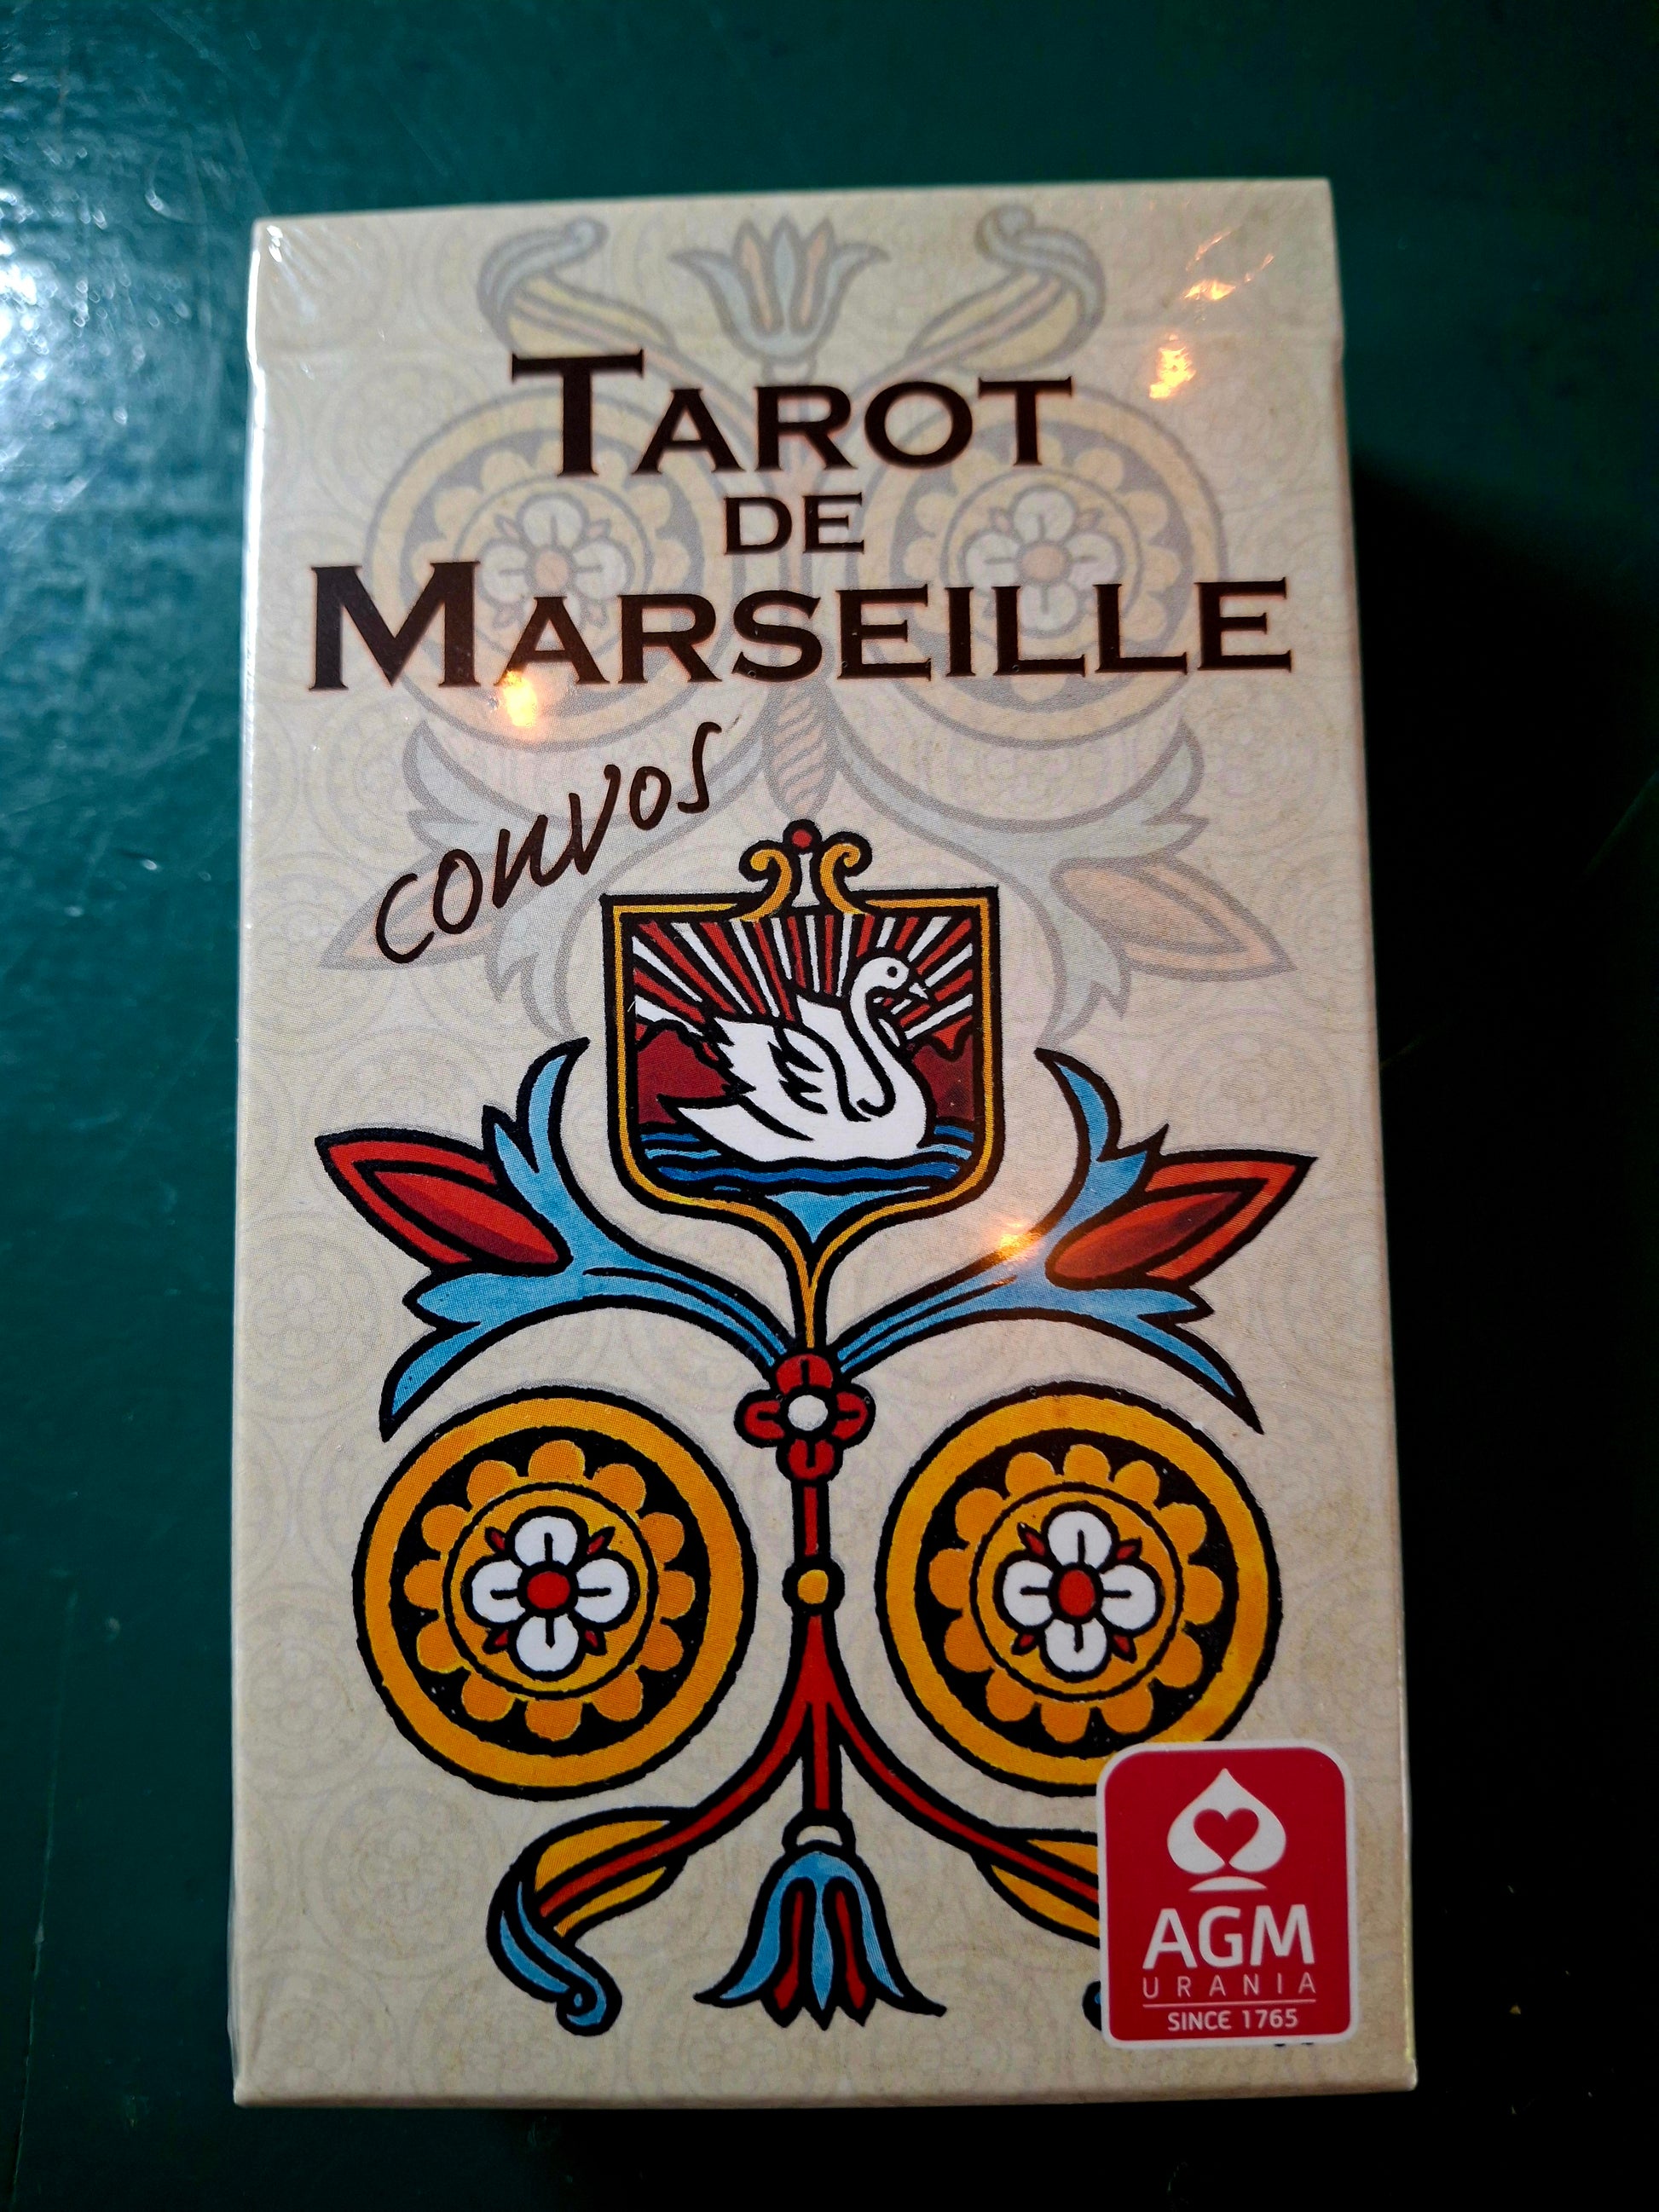 TAROT
DE
MARSEILLE
convos
AGM
URANIA
SINCE 1765